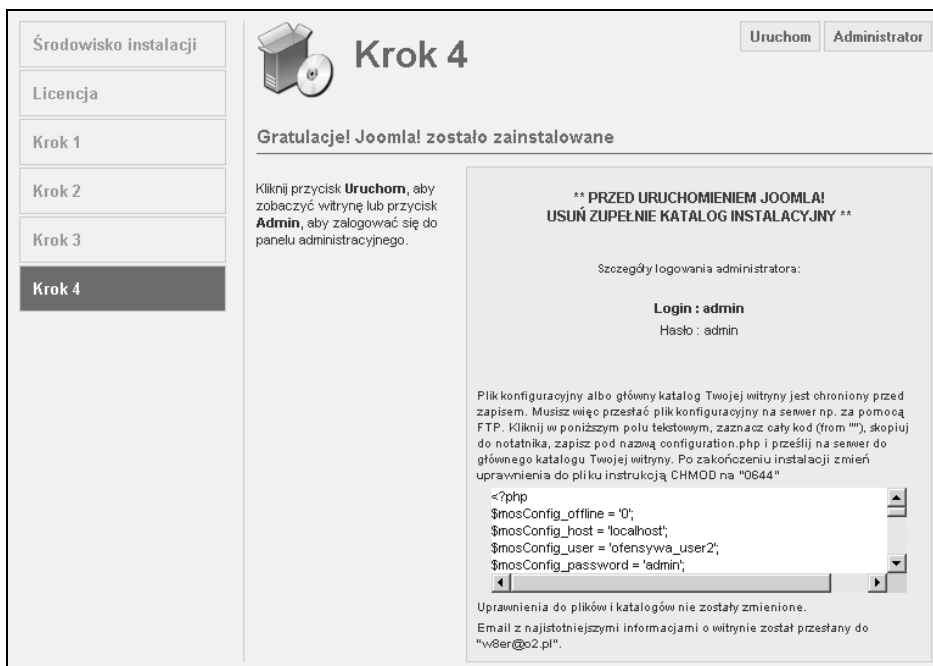 Środowisko instalacji
Licencja
Krok 1
Krok 2
Krok 3
Krok 4
Krok 4
Uruchom
Administrator
Gratulacje! Joomla! zostało zainstalowane
Kliknij przycisk Uruchom, aby
zobaczyć witrynę lub przycisk
Admin, aby zalogować się do
panelu administracyjnego.
** PRZED URUCHOMIENIEM JOOMLA!
USUŃ ZUPEŁNIE KATALOG INSTALACYJNY **
Szczegóły logowania administratora:
Login : admin
Hasło : admin
Plik konfiguracyjny albo główny katalog Twojej witryny jest chroniony przed
zapisem. Musisz więc przesłać plik konfiguracyjny na serwer np. za pomocą
FTP. Kliknij w poniższym polu tekstowym, zaznacz cały kod (from ""), skopiuj
do notatnika, zapisz pod nazwą configuration.php i prześlij na serwer do
głównego katalogu Twojej witryny. Po zakończeniu instalacji zmień
uprawnienia do pliku instrukcją CHMOD na "0644"
<?php
$mosConfig_offline = '0';
$mosConfig_host = 'localhost';
$mosConfig_user = 'ofensywa_user2';
$mosConfig_password = 'admin';
Uprawnienia do plików i katalogów nie zostały zmienione.
Email z najistotniejszymi informacjami o witrynie został przesłany do
"w8er@o2.pl".